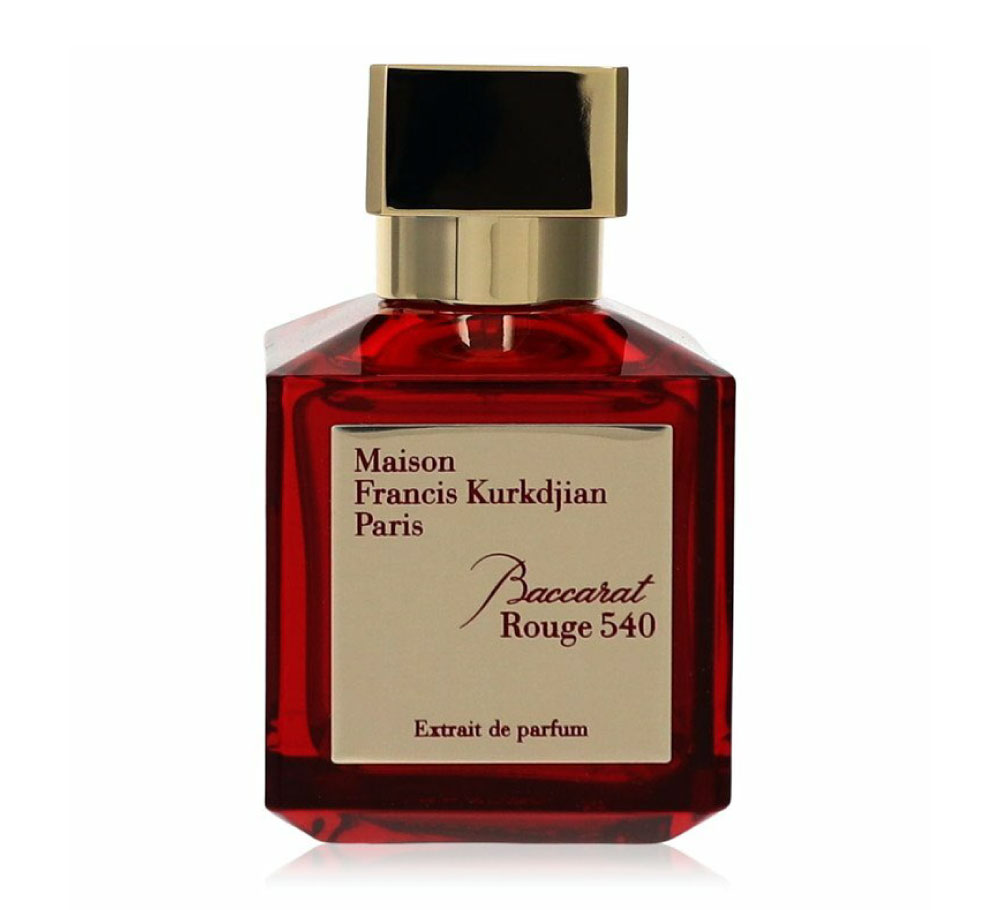 Maison
Francis Kurkdjian
Paris
Baccarat
Rouge 540
Extrait de parfum